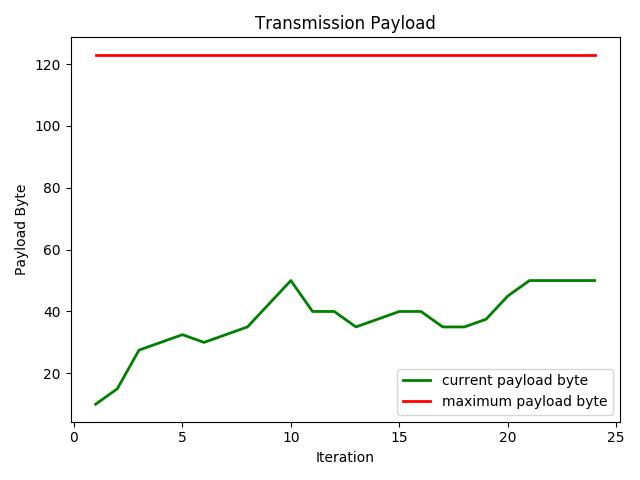 Transmission Payload
120
100
80
60
40
20
Payload Byte
0
5
10
15
20
25
Iteration
current payload byte
maximum payload byte